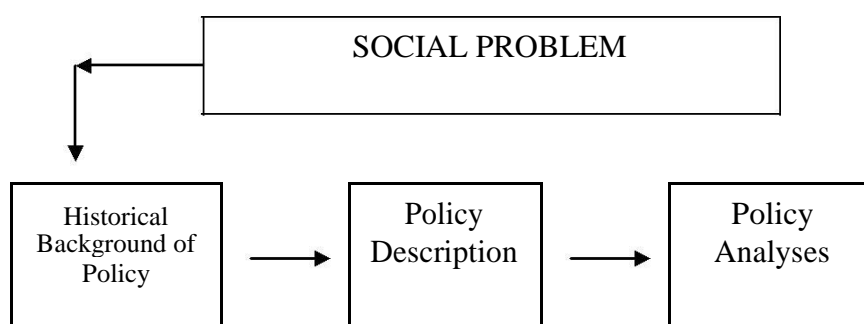 SOCIAL PROBLEM
Historical
Background of
Policy
Policy
Description
Policy
Analyses